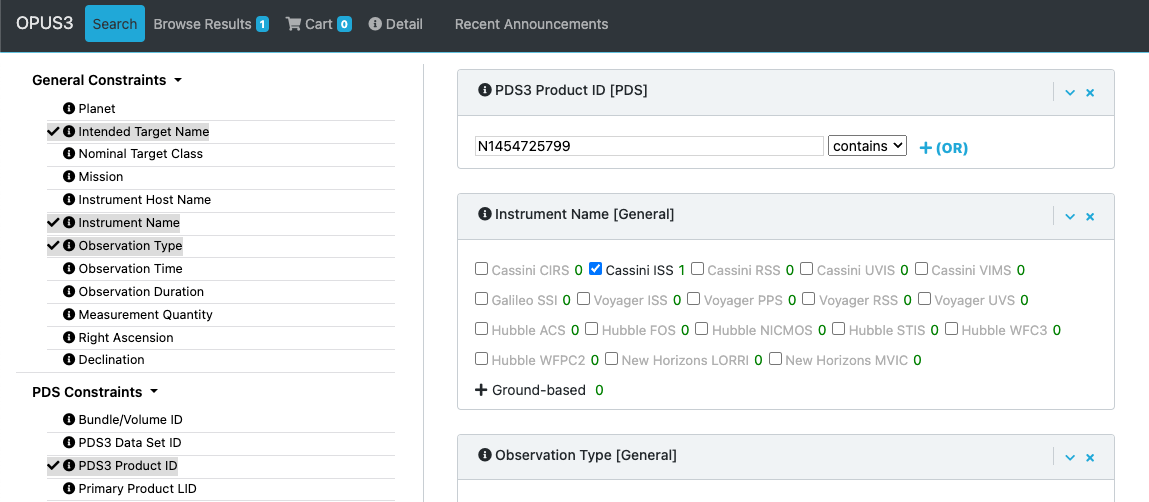 OPUS3 Search Browse Results 1 Cart 0 Detail Recent Announcements
General Constraints
Planet
Intended Target Name
Nominal Target Class
Mission
Instrument Host Name
Instrument Name
Observation Type
Observation Time
Observation Duration
Measurement Quantity
Right Ascension
Declination
PDS Constraints
Bundle/Volume ID
PDS3 Data Set ID
PDS3 Product ID
Primary Product LID
PDS3 Product ID [PDS]
N1454725799 contains + (OR)
Instrument Name [General]
Cassini CIRS 0 Cassini ISS 1 Cassini RSS 0 Cassini UVIS 0 Cassini VIMS 0
Galileo SSI 0 Voyager ISS 0 Voyager PPS 0 Voyager RSS 0 Voyager UVS 0
Hubble ACS 0 Hubble FOS 0 Hubble NICMOS 0 Hubble STIS 0 Hubble WFC3 0
Hubble WFPC2 0 New Horizons LORRI 0 New Horizons MVIC 0
+ Ground-based 0
Observation Type [General]